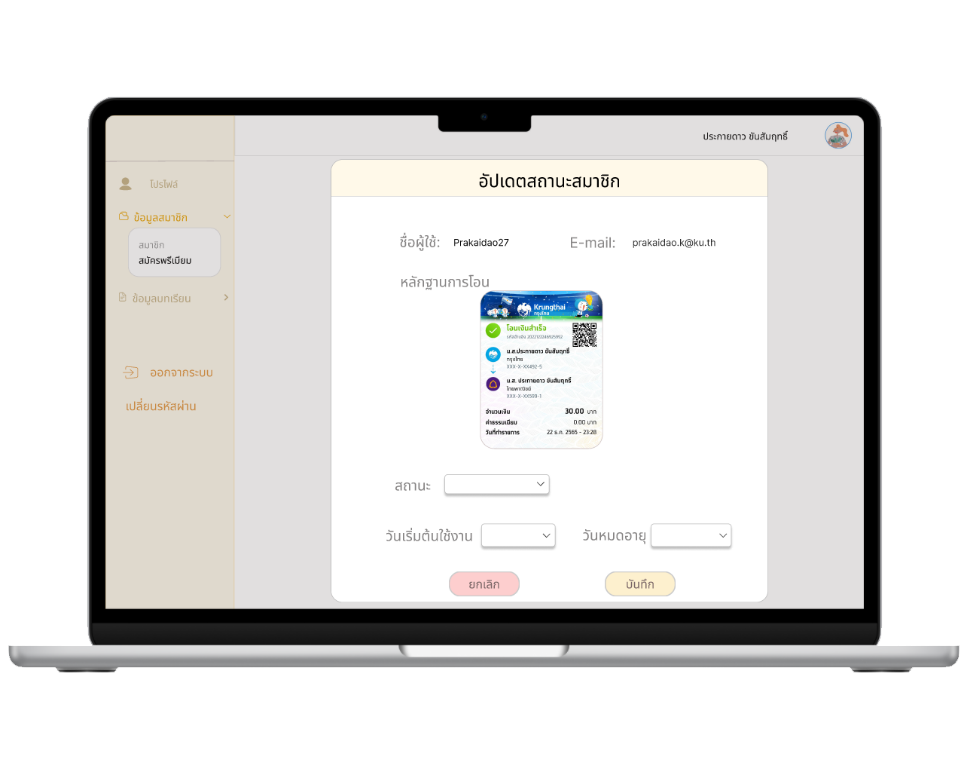 ประกายดาว ขันสัมฤทธิ์
โปรไฟล์
ข้อมูลสมาชิก
สมาชิก
สมัครพรีเมียม
ข้อมูลบทเรียน
ออกจากระบบ
เปลี่ยนรหัสผ่าน
อัปเดตสถานะสมาชิก
ชื่อผู้ใช้: Prakaidao27 E-mail: prakaidao.k@ku.th
หลักฐานการโอน
Krungthai
กรุงไทย
โอนเงินสำเร็จ
น.ส.ประกายดาว ขันสัมฤทธิ์
กรุงไทย
น.ส. ประกายดาว ขันสัมฤทธิ์
ไทยพาณิชย์
จำนวนเงิน 30.00 บาท
ค่าธรรมเนียม 0.00 บาท
วันที่ทำรายการ 22 ธ.ค. 2565 - 23:28
สถานะ
วันเริ่มต้นใช้งาน วันหมดอายุ
ยกเลิก บันทึก